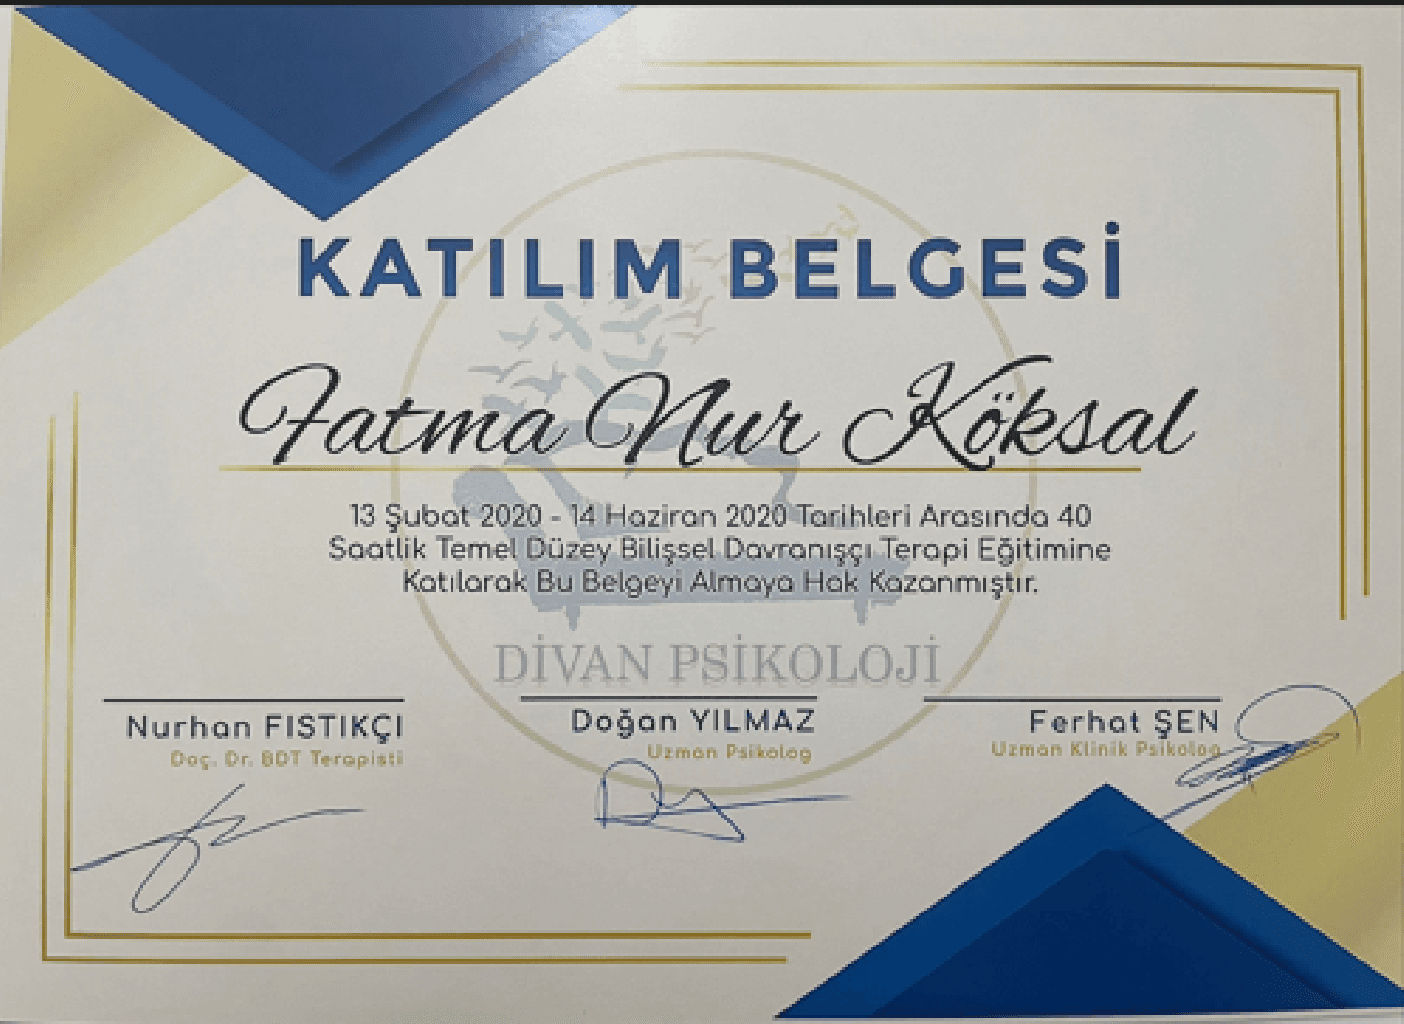 KATILIM BELGESİ
Fatma Nur Köksal
13 Şubat 2020 - 14 Haziran 2020 Tarihleri Arasında 40
Saatlik Temel Düzey Bilişsel Davranışçı Terapi Eğitimine
Katılarak Bu Belgeyi Almaya Hak Kazanmıştır.
DİVAN PSİKOLOJİ
Nurhan FISTIKÇI
Doç. Dr. BDT Terapisti
Doğan YILMAZ
Uzman Psikolog
Ferhat ŞEN
Uzman Klinik Psikolog